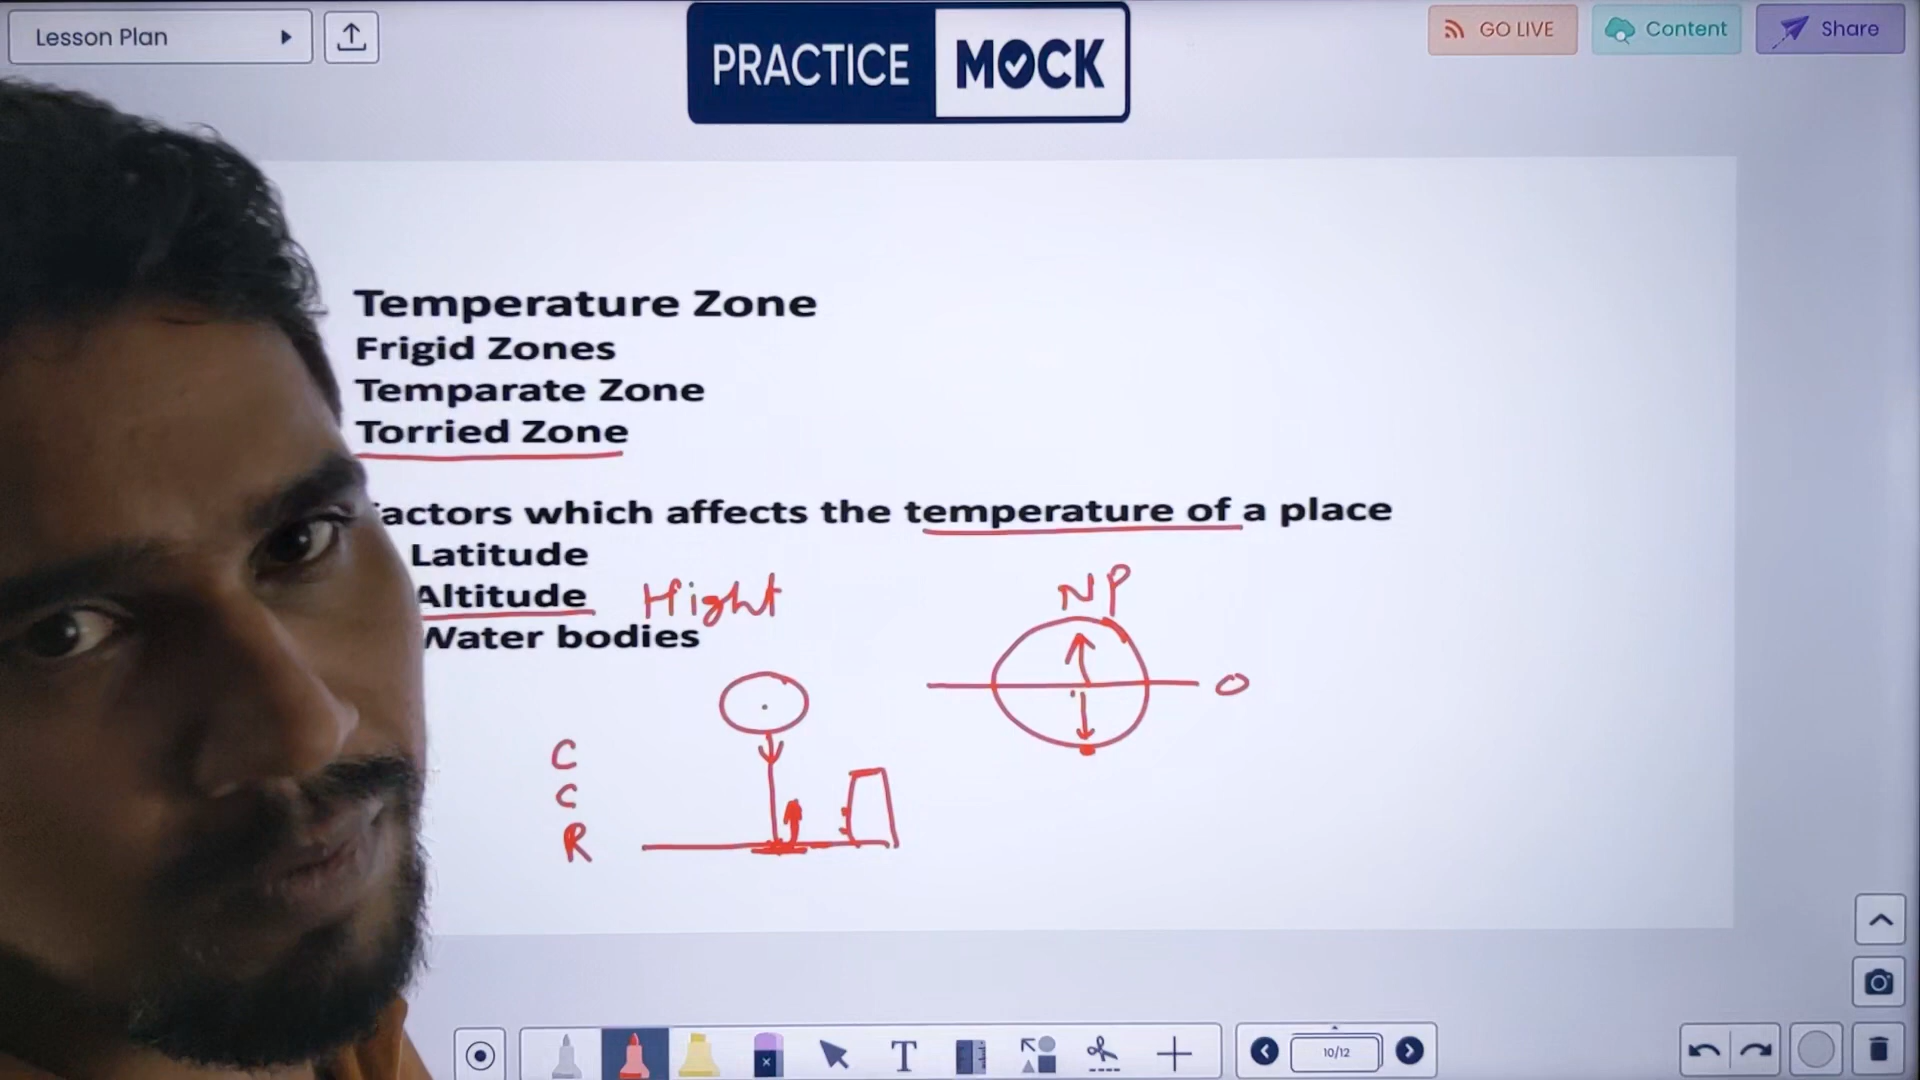 Lesson Plan
PRACTICE MOCK
GO LIVE
Content
Share
Temperature Zone
Frigid Zones
Temparate Zone
Torried Zone
actors which affects the temperature of a place
Latitude
Altitude Hight
Water bodies
NP
O
C
C
R
T
10/12